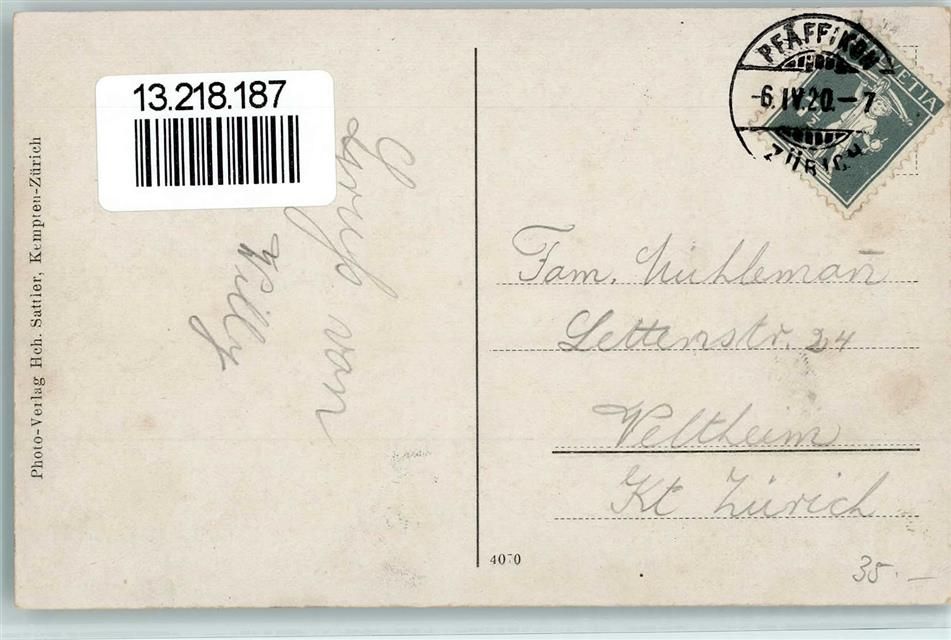 Photo-Verlag Hch. Sattler, Kempten-Zürich
13.218.187
Gruß von
Willy
PFÄFFIKON
-6.IV.20.-7
ZÜRICH
HELVETIA
Fam. Mühleman̄
Lettenstr. 24
Veltheim
Kt Zürich
4070
35.—